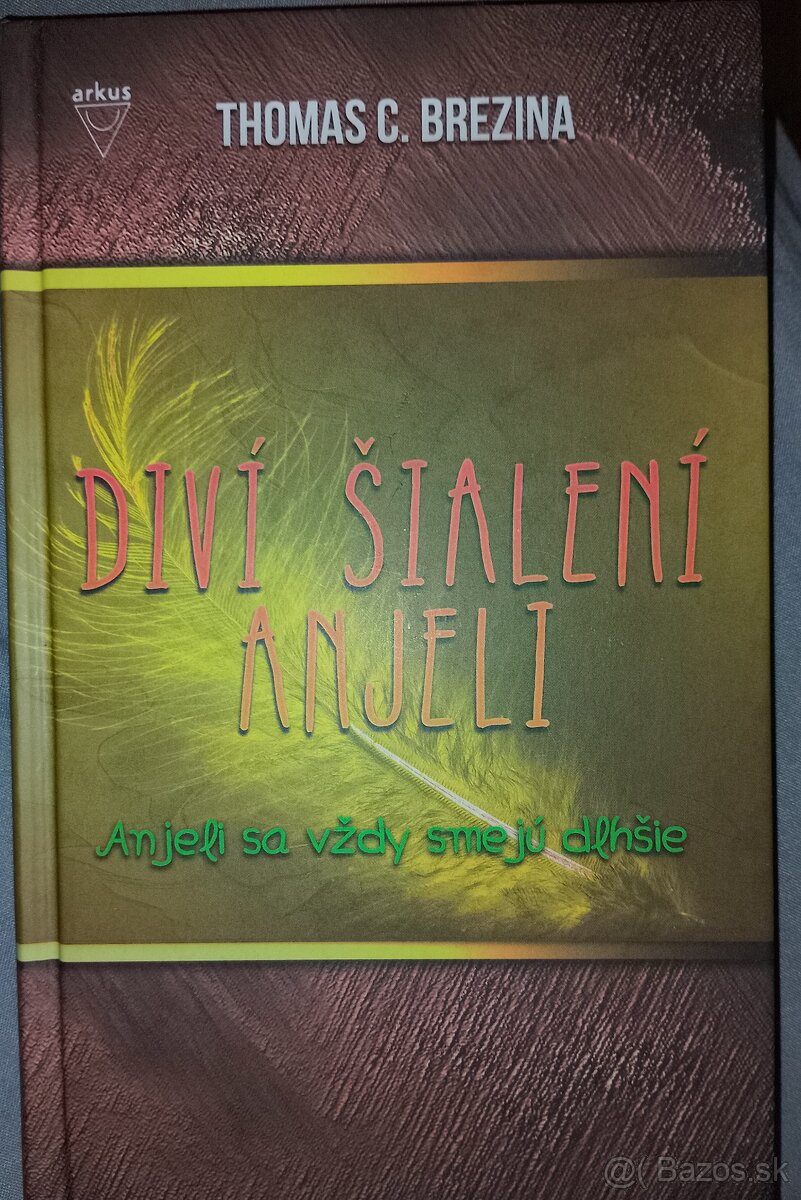 arkus
THOMAS C. BREZINA
DIVÍ ŠIALENÍ
ANJELI
Anjeli sa vždy smejú dlhšie
@( Bazos.sk